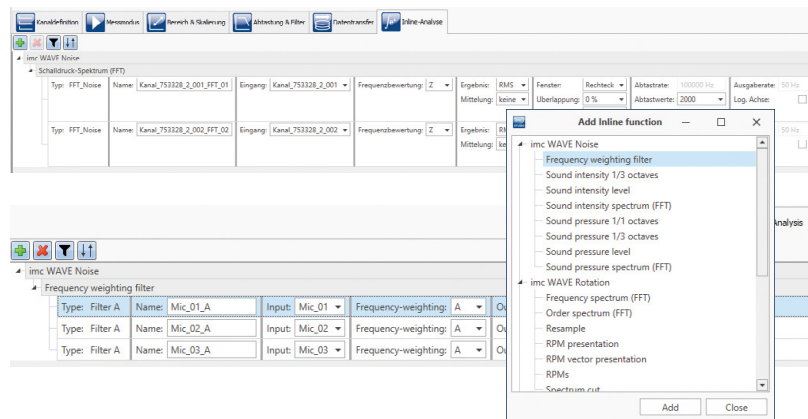 Kanaldefinition Messmodus Bereich & Skalierung Abtastung & Filter Datentransfer Inline-Analyse
imc WAVE Noise
Schalldruck-Spektrum (FFT)
Typ: FFT_Noise Name: Kanal_753328_2_001_FFT_01 Eingang: Kanal_753328_2_001 Frequenzbewertung: Z Ergebnis: RMS Fenster: Rechteck Abtastrate: 100000 Hz Ausgaberate: 50 Hz
Mittelung: keine Überlappung: 0 % Abtastwerte: 2000 Log. Achse:
Typ: FFT_Noise Name: Kanal_753328_2_002_FFT_02 Eingang: Kanal_753328_2_002 Frequenzbewertung: Z Ergebnis: 50 Hz
Mittelung:
Add Inline function
imc WAVE Noise
Frequency weighting filter
Sound intensity 1/3 octaves
Sound intensity level
Sound intensity spectrum (FFT)
Sound pressure 1/1 octaves
Sound pressure 1/3 octaves
Sound pressure level
Sound pressure spectrum (FFT)
imc WAVE Rotation
Frequency spectrum (FFT)
Order spectrum (FFT)
Resample
RPM presentation
RPM vector presentation
RPMs
Spectrum cut
Add Close
Analysis
imc WAVE Noise
Frequency weighting filter
Type: Filter A Name: Mic_01_A Input: Mic_01 Frequency-weighting: A
Type: Filter A Name: Mic_02_A Input: Mic_02 Frequency-weighting: A
Type: Filter A Name: Mic_03_A Input: Mic_03 Frequency-weighting: A